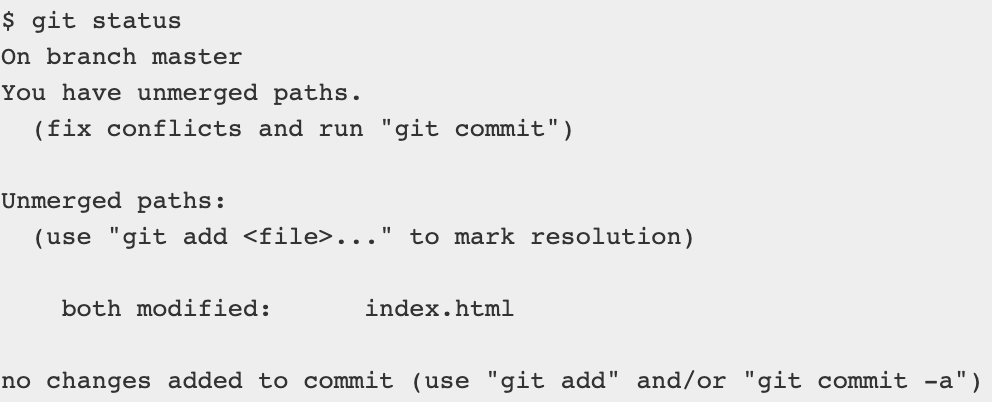 $ git status
On branch master
You have unmerged paths.
  (fix conflicts and run "git commit")

Unmerged paths:
  (use "git add <file>..." to mark resolution)

    both modified:      index.html

no changes added to commit (use "git add" and/or "git commit -a")